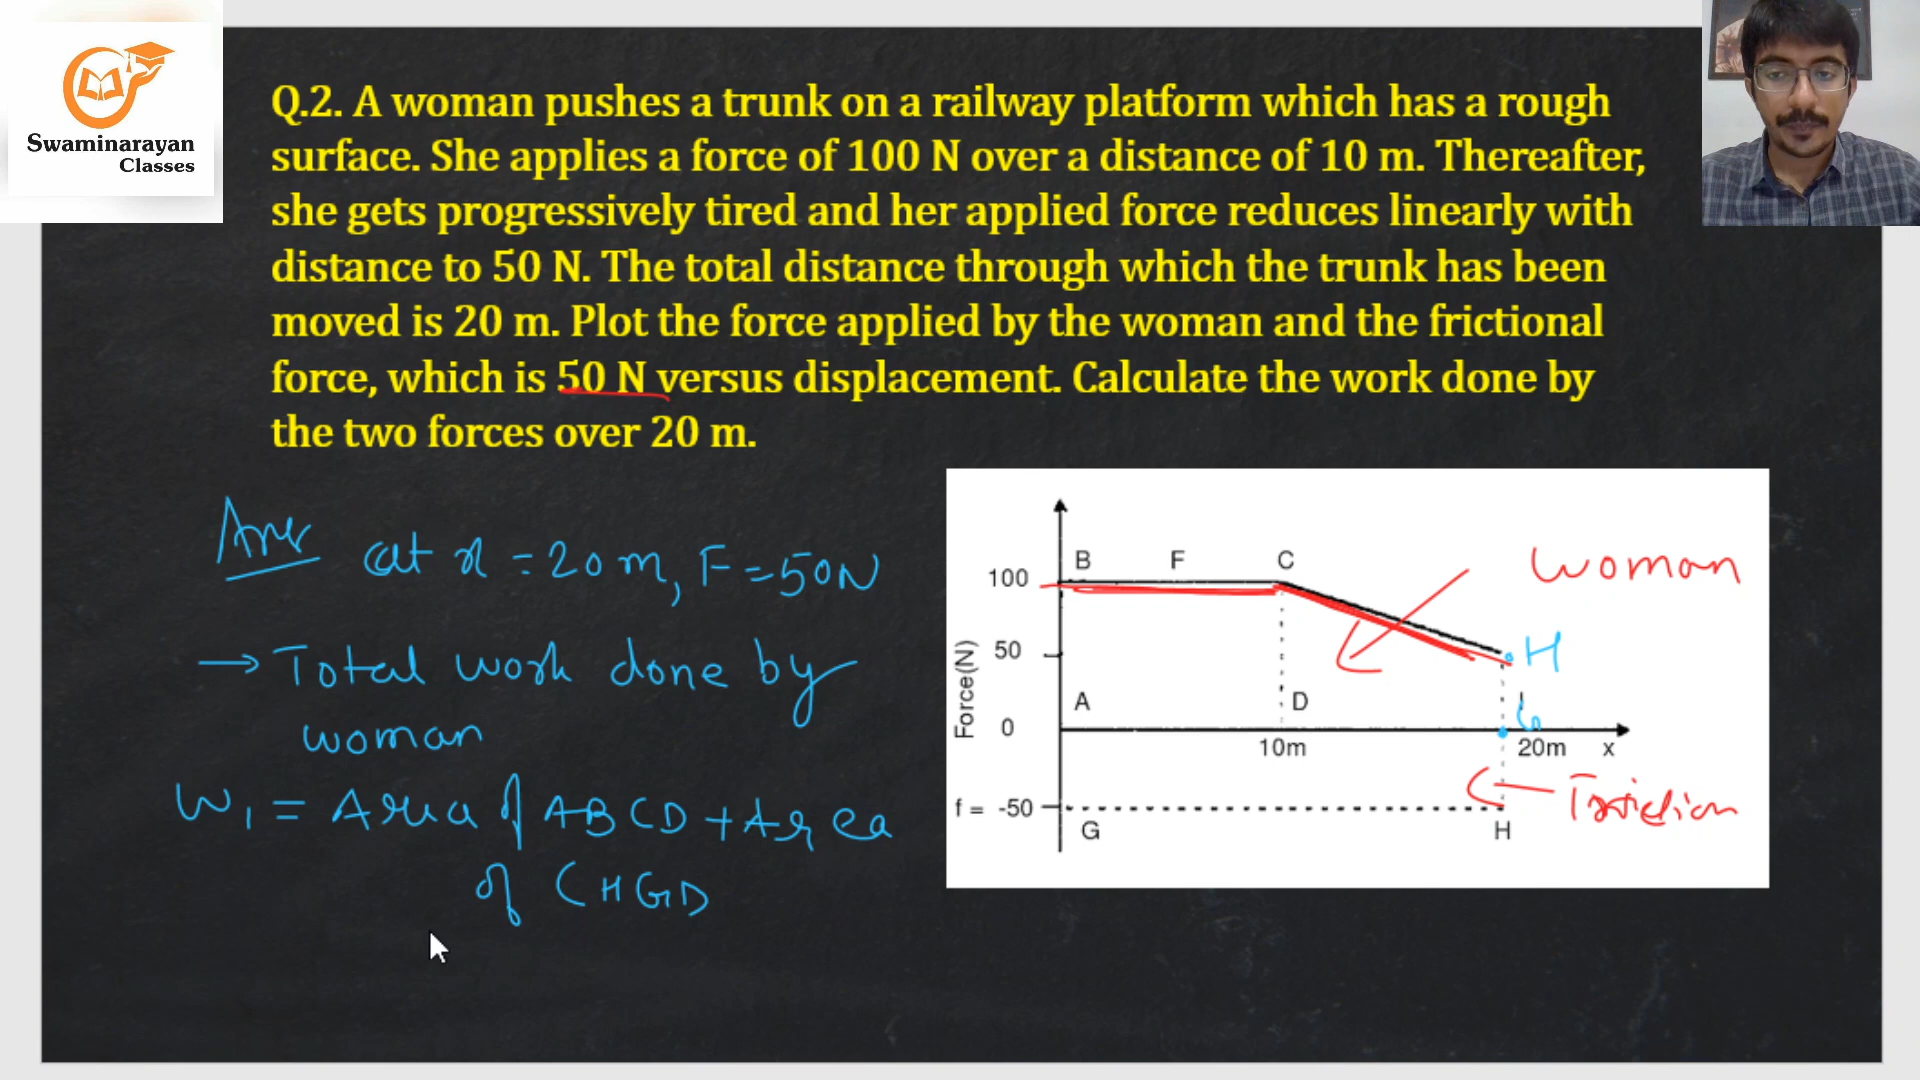 Swaminarayan
Classes
Q.2. A woman pushes a trunk on a railway platform which has a rough
surface. She applies a force of 100 N over a distance of 10 m. Thereafter,
she gets progressively tired and her applied force reduces linearly with
distance to 50 N. The total distance through which the trunk has been
moved is 20 m. Plot the force applied by the woman and the frictional
force, which is 50 N versus displacement. Calculate the work done by
the two forces over 20 m.
Ans at x = 20 m, F = 50N
→ Total work done by
woman
W1 = Area of ABCD + Area
of CHGD
B F C
100
woman
50
H
Force(N)
A D G
0
10m 20m x
f = -50
Friction
G H